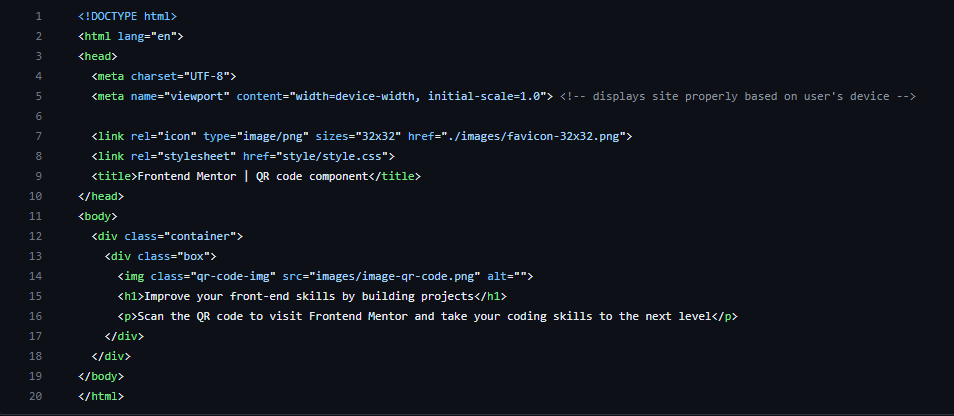 1 <!DOCTYPE html>
2 <html lang="en">
3 <head>
4 <meta charset="UTF-8">
5 <meta name="viewport" content="width=device-width, initial-scale=1.0"> <!-- displays site properly based on user's device -->
6
7 <link rel="icon" type="image/png" sizes="32x32" href="./images/favicon-32x32.png">
8 <link rel="stylesheet" href="style/style.css">
9 <title>Frontend Mentor | QR code component</title>
10 </head>
11 <body>
12 <div class="container">
13 <div class="box">
14 <img class="qr-code-img" src="images/image-qr-code.png" alt="">
15 <h1>Improve your front-end skills by building projects</h1>
16 <p>Scan the QR code to visit Frontend Mentor and take your coding skills to the next level</p>
17 </div>
18 </div>
19 </body>
20 </html>